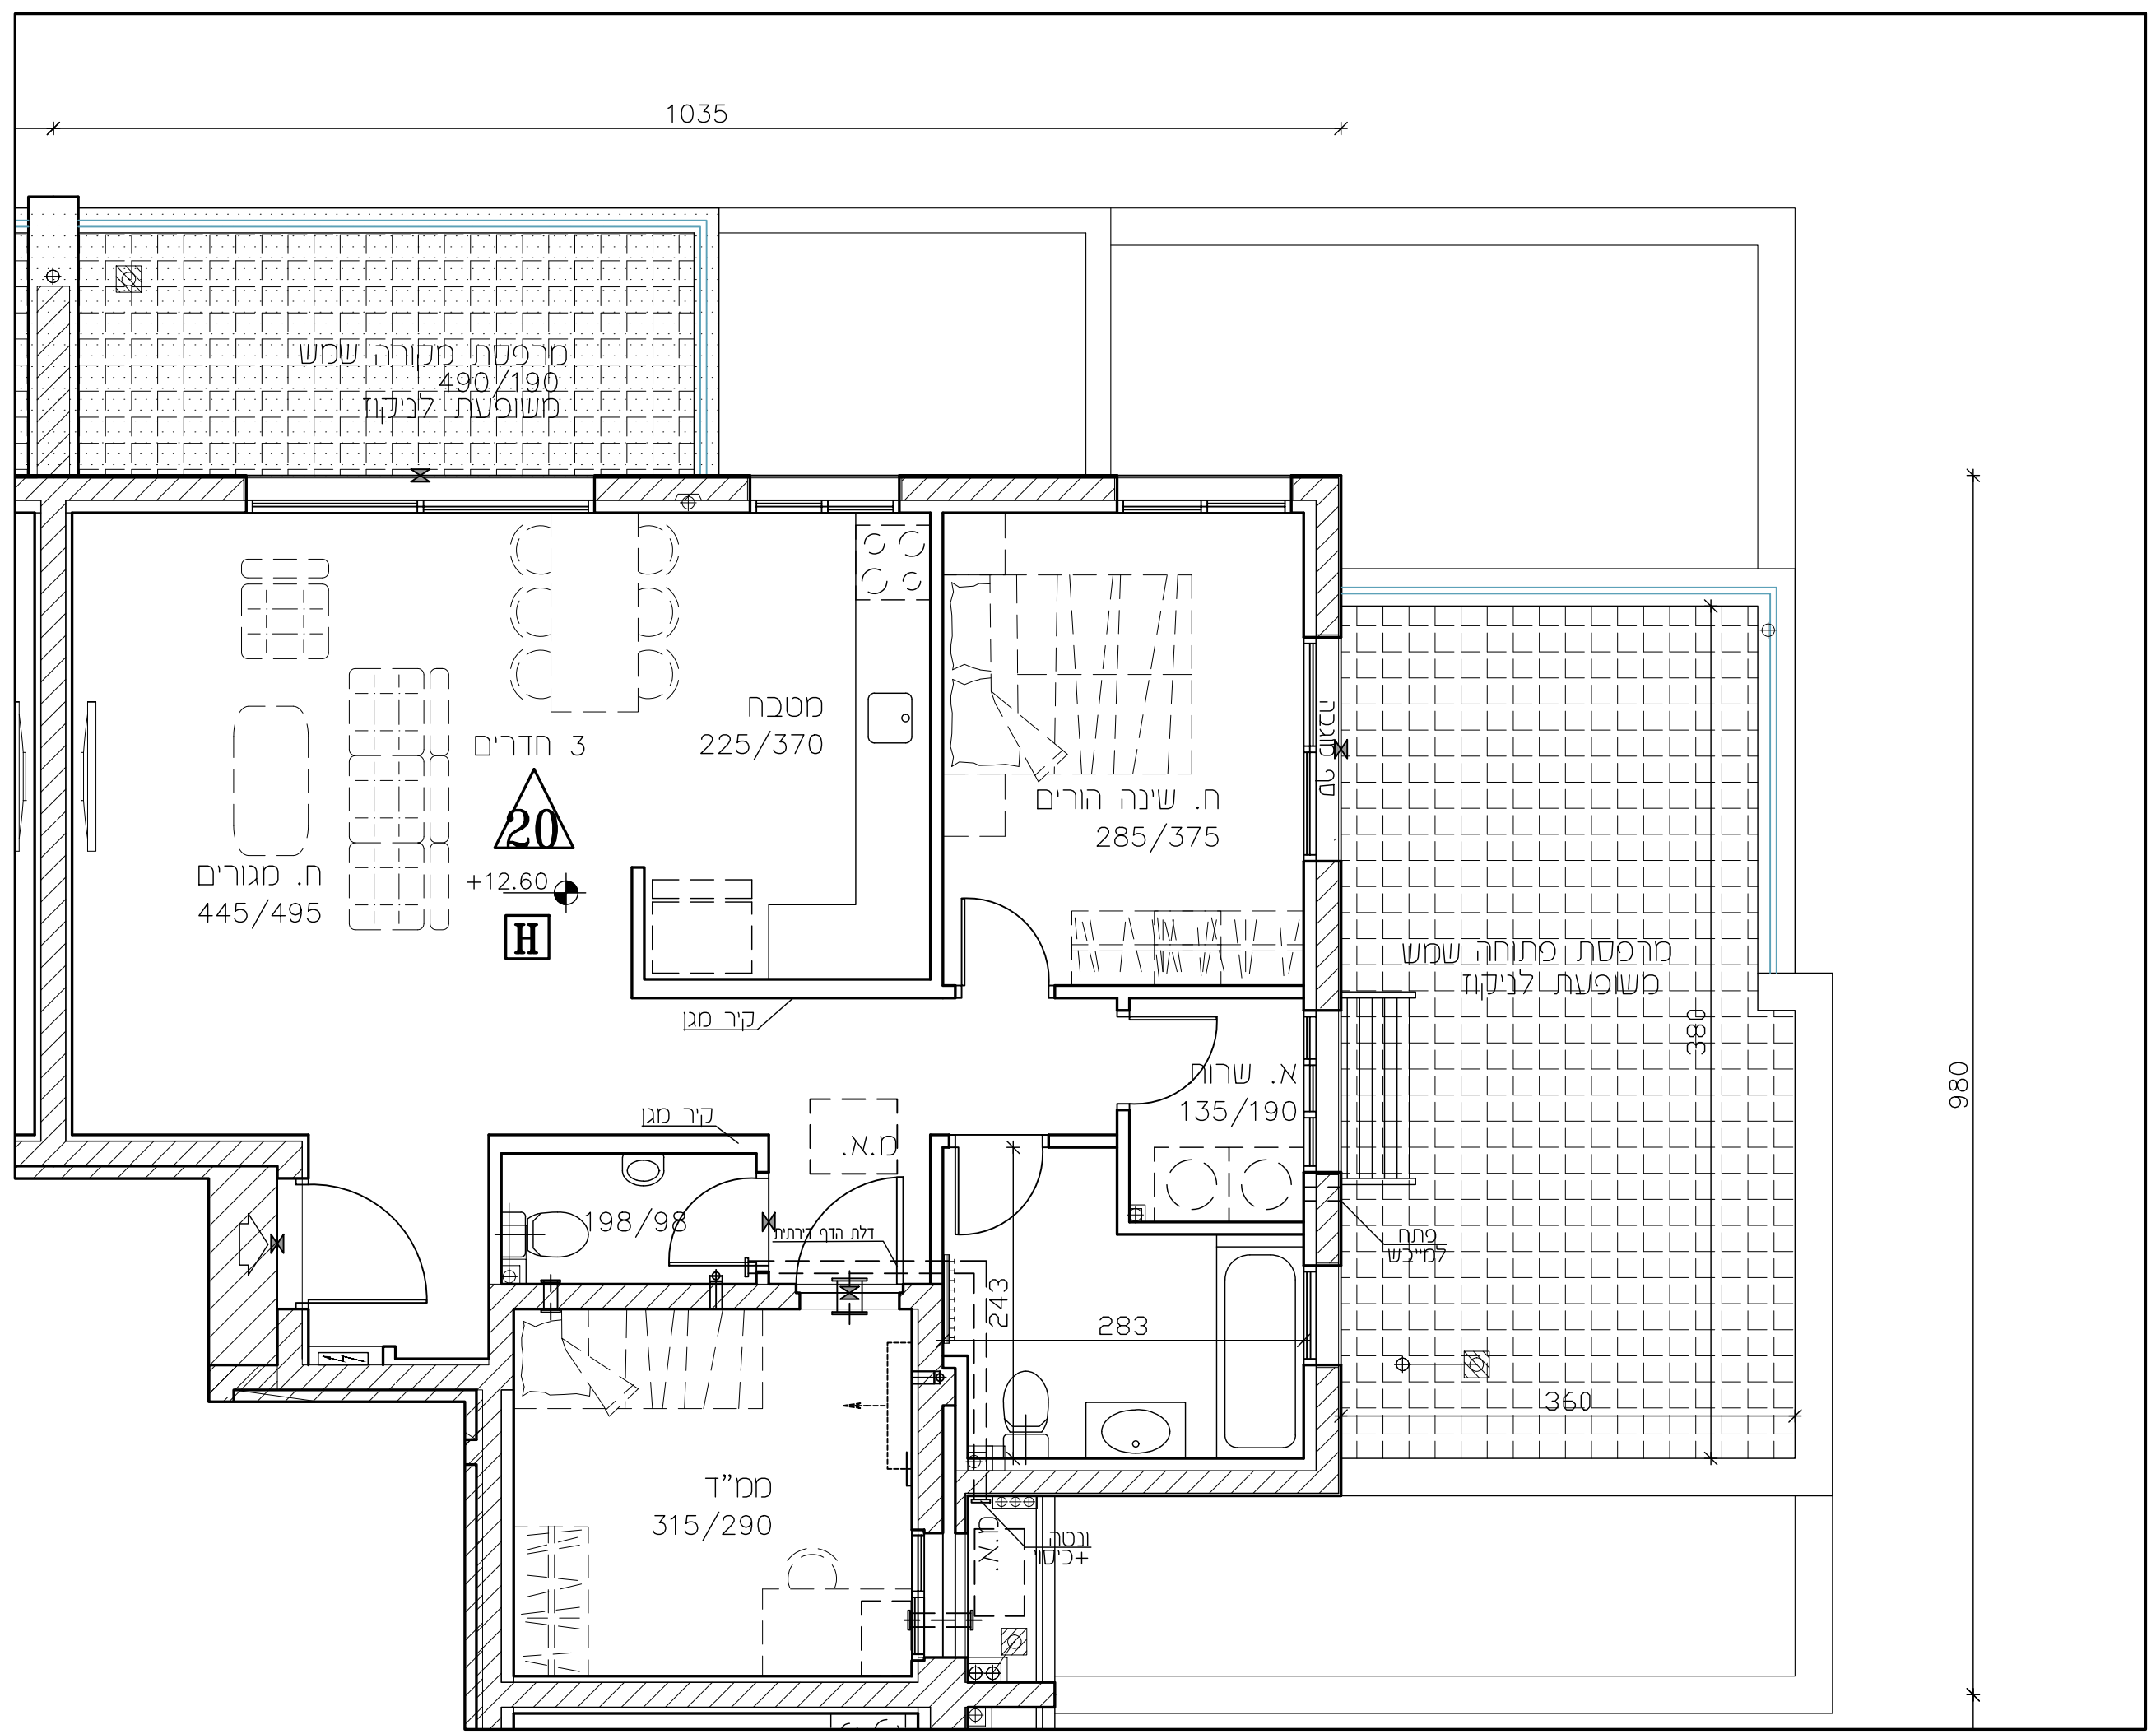 1035
מרפסת מקורה שמש
490/190
משופעת לניקוז
מטבח
225/370
3 חדרים
20
+12.60
H
ח. מגורים
445/495
ח. שינה הורים
285/375
קיר מגן
מרפסת פתוחה שמש
משופעת לניקוז
380
980
א. שרות
135/190
קיר מגן
מ.א.
198/98
דלת הדף דירתית
פתח
למייבש
243
283
360
ממ"ד
315/290
מ.א.
ונטה
+כיסוי